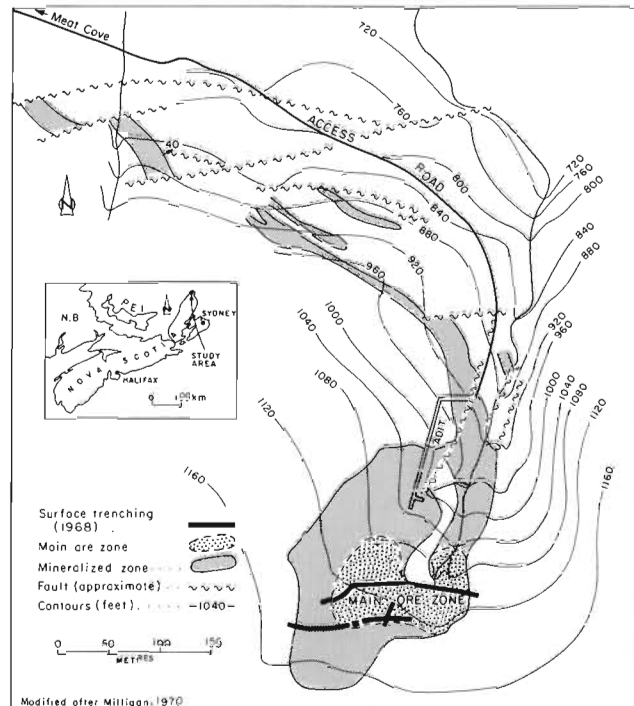 Meat Cove
ACCESS
ROAD
720
760
720
760
800
800
840
840
880
880
40
920
920
960
960
1000
1000
1040
1040
1080
1080
1120
1120
1160
1160
ADIT
MAIN ORE ZONE
N
N.B
P.E.I
SYDNEY
STUDY
AREA
NOVA SCOTIA
HALIFAX
0 100 km
Surface trenching
(1968)
Main ore zone
Mineralized zone
Fault (approximate)
Contours (feet) -1040-
0 50 100 150
METRES
Modified after Milligan, 1970